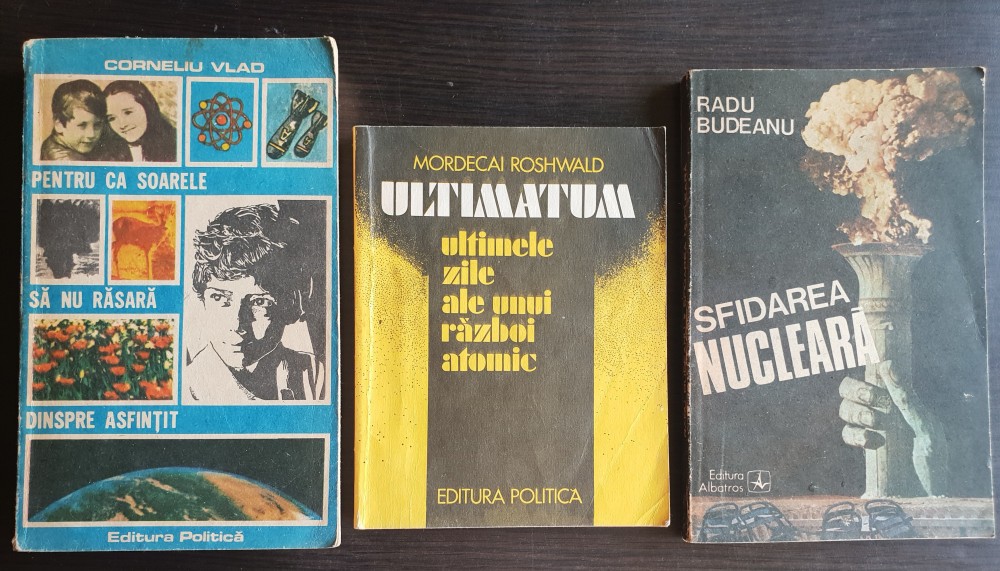 CORNELIU VLAD
PENTRU CA SOARELE
SĂ NU RĂSARĂ
DINSPRE ASFINȚIT
Editura Politică
MORDECAI ROSHWALD
ULTIMATUM
ultimele
zile
ale unui
război
atomic
EDITURA POLITICĂ
RADU
BUDEANU
SFIDAREA
NUCLEARĂ
Editura
Albatros